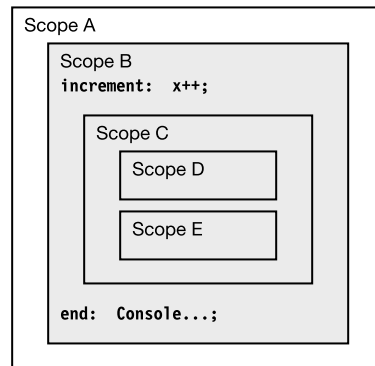 Scope A
Scope B
increment:  x++;
Scope C
Scope D
Scope E
end:  Console...;